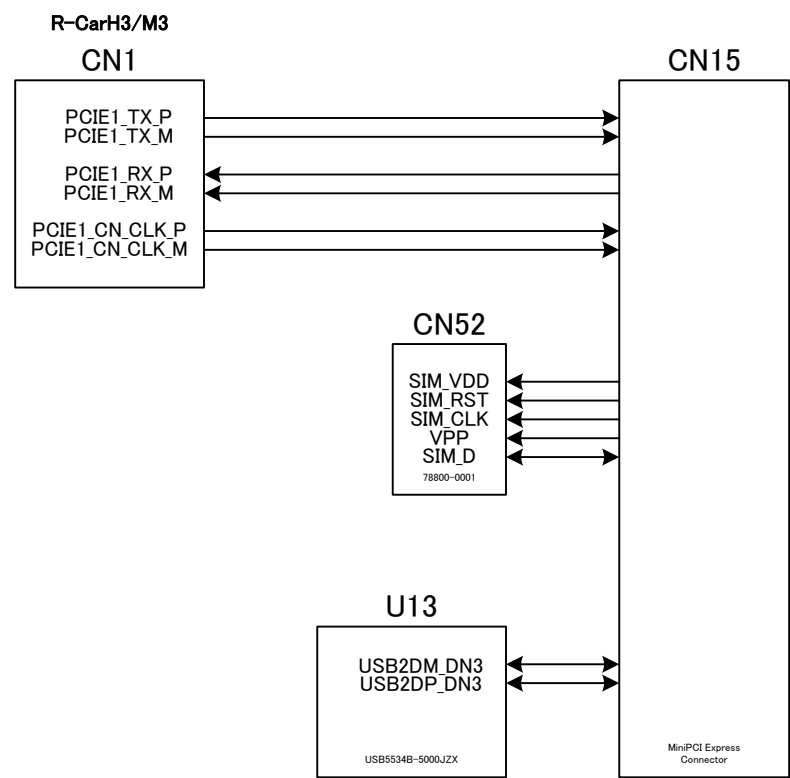 R-CarH3/M3
CN1
CN15
PCIE1_TX_P
PCIE1_TX_M
PCIE1_RX_P
PCIE1_RX_M
PCIE1_CN_CLK_P
PCIE1_CN_CLK_M
CN52
SIM_VDD
SIM_RST
SIM_CLK
VPP
SIM_D
78800-0001
U13
USB2DM_DN3
USB2DP_DN3
USB5534B-5000JZX
MiniPCI Express
Connector